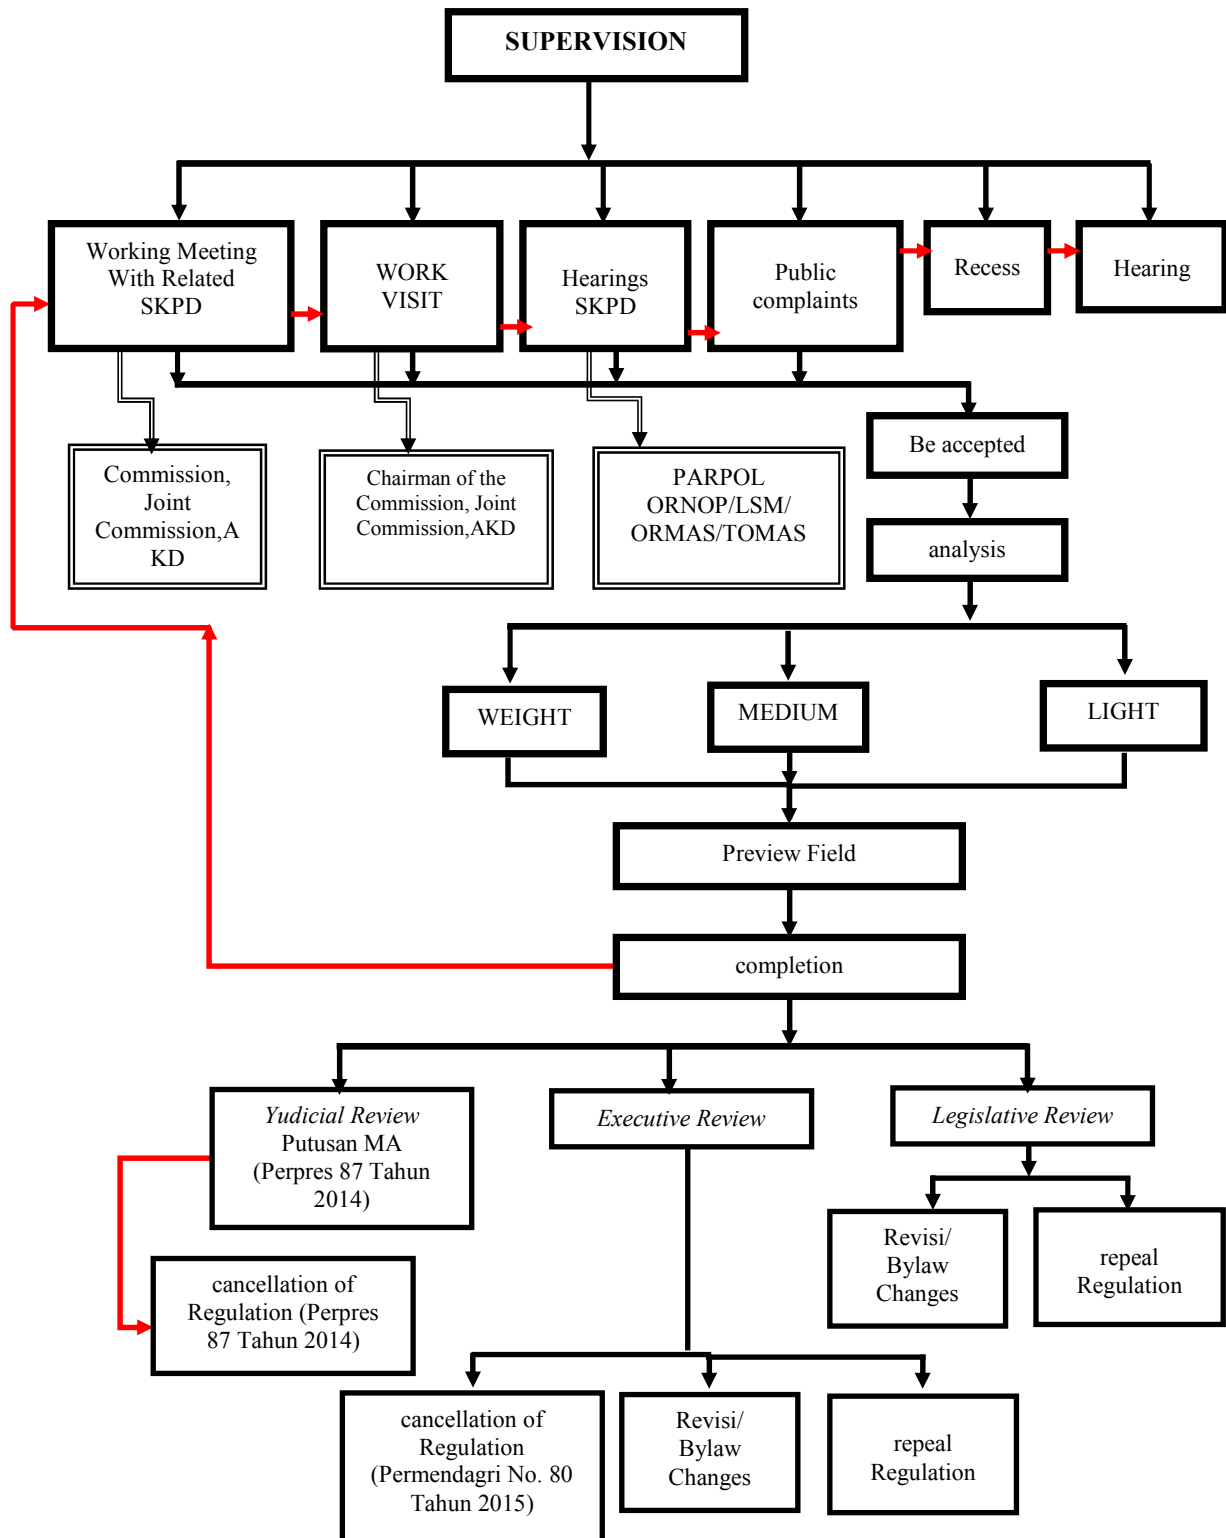 SUPERVISION
Working Meeting
With Related
SKPD
WORK
VISIT
Hearings
SKPD
Public
complaints
Recess
Hearing
Commission,
Joint
Commission,A
KD
Chairman of the
Commission, Joint
Commission,AKD
PARPOL
ORNOP/LSM/
ORMAS/TOMAS
Be accepted
analysis
WEIGHT
MEDIUM
LIGHT
Preview Field
completion
Yudicial Review
Putusan MA
(Perpres 87 Tahun
2014)
Executive Review
Legislative Review
cancellation of
Regulation (Perpres
87 Tahun 2014)
Revisi/
Bylaw
Changes
repeal
Regulation
cancellation of
Regulation
(Permendagri No. 80
Tahun 2015)
Revisi/
Bylaw
Changes
repeal
Regulation